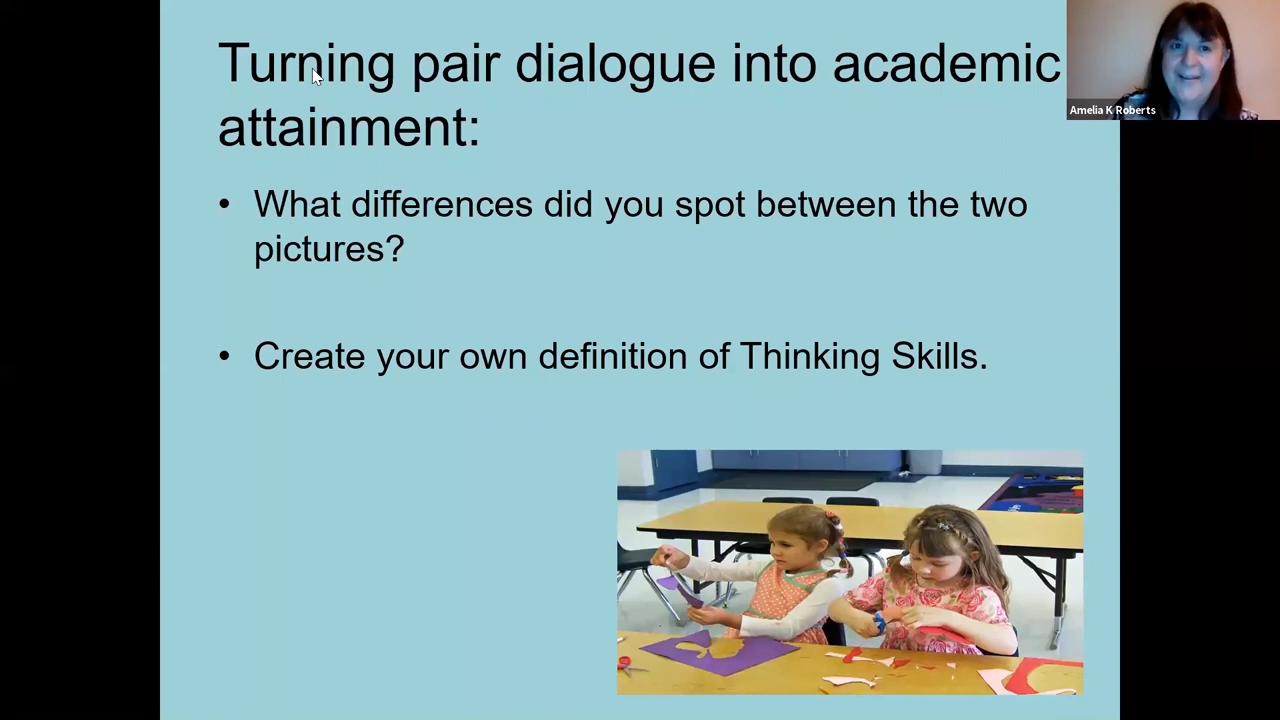 Turning pair dialogue into academic
attainment:
• What differences did you spot between the two
pictures?
• Create your own definition of Thinking Skills.
Amelia K Roberts